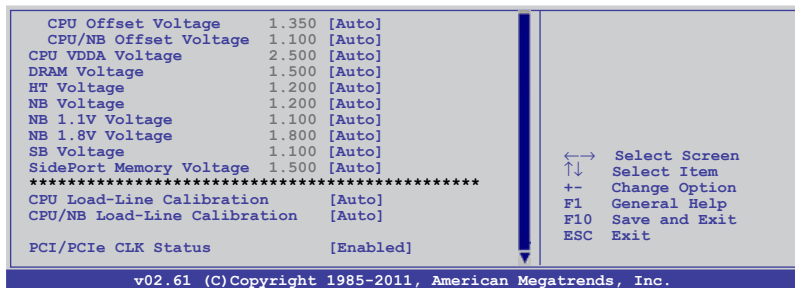 CPU Offset Voltage 1.350 [Auto]
CPU/NB Offset Voltage 1.100 [Auto]
CPU VDDA Voltage 2.500 [Auto]
DRAM Voltage 1.500 [Auto]
HT Voltage 1.200 [Auto]
NB Voltage 1.200 [Auto]
NB 1.1V Voltage 1.100 [Auto]
NB 1.8V Voltage 1.800 [Auto]
SB Voltage 1.100 [Auto]
SidePort Memory Voltage 1.500 [Auto]
***********************************************
CPU Load-Line Calibration [Auto]
CPU/NB Load-Line Calibration [Auto]
PCI/PCIe CLK Status [Enabled]
←→ Select Screen
↑↓ Select Item
+- Change Option
F1 General Help
F10 Save and Exit
ESC Exit
v02.61 (C)Copyright 1985-2011, American Megatrends, Inc.